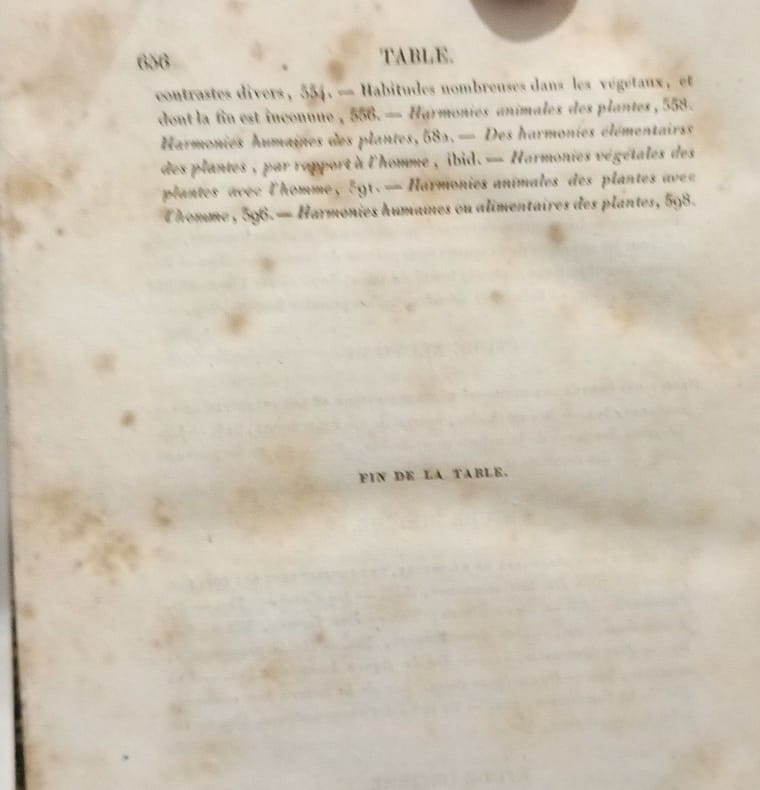 656
TABLE.
contrastes divers, 554. — Habitudes nombreuses dans les végetaux, et
dont la fin est inconnue, 556. — Harmonies animales des plantes, 558.
Harmonies humaines des plantes, 582. — Des harmonies élémentairss
des plantes, par rapport à l'homme, ibid. — Harmonies végétales des
plantes avec l'homme, 591. — Harmonies animales des plantes avec
l'homme, 596. — Harmonies humaines ou alimentaires des plantes, 598.
FIN DE LA TABLE.